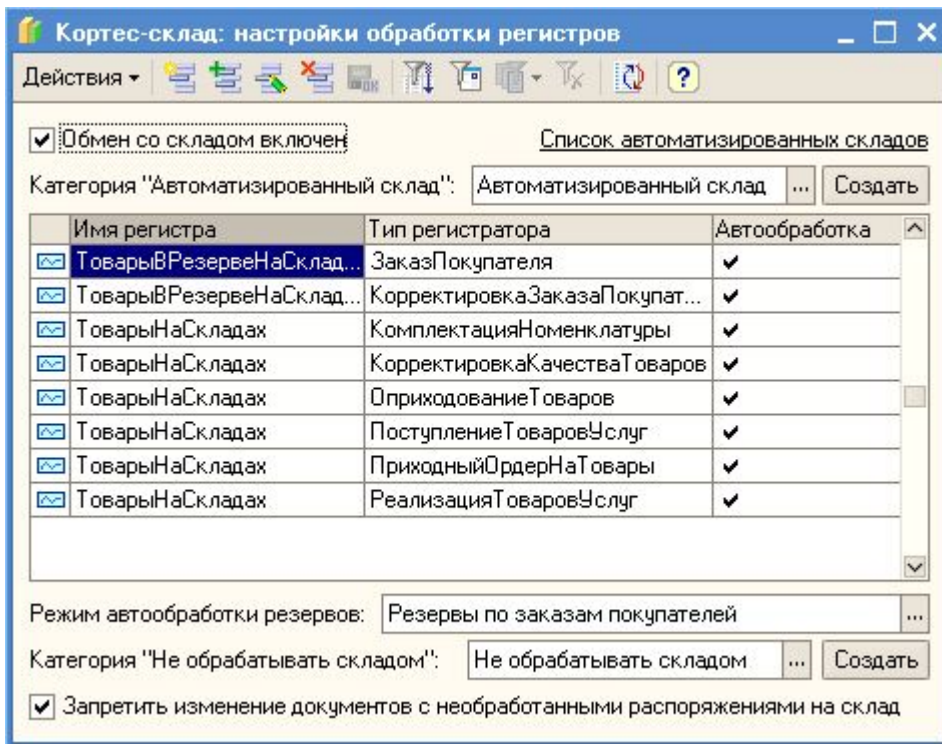 Кортес-склад: настройки обработки регистров
Действия
Обмен со складом включен Список автоматизированных складов
Категория "Автоматизированный склад": Автоматизированный склад ... Создать
Имя регистра Тип регистратора Автообработка
ТоварыВРезервеНаСклад... ЗаказПокупателя
ТоварыВРезервеНаСклад... КорректировкаЗаказаПокупат...
ТоварыНаСкладах КомплектацияНоменклатуры
ТоварыНаСкладах КорректировкаКачестваТоваров
ТоварыНаСкладах ОприходованиеТоваров
ТоварыНаСкладах ПоступлениеТоваровУслуг
ТоварыНаСкладах ПриходныйОрдерНаТовары
ТоварыНаСкладах РеализацияТоваровУслуг
Режим автообработки резервов: Резервы по заказам покупателей ...
Категория "Не обрабатывать складом": Не обрабатывать складом ... Создать
Запретить изменение документов с необработанными распоряжениями на склад